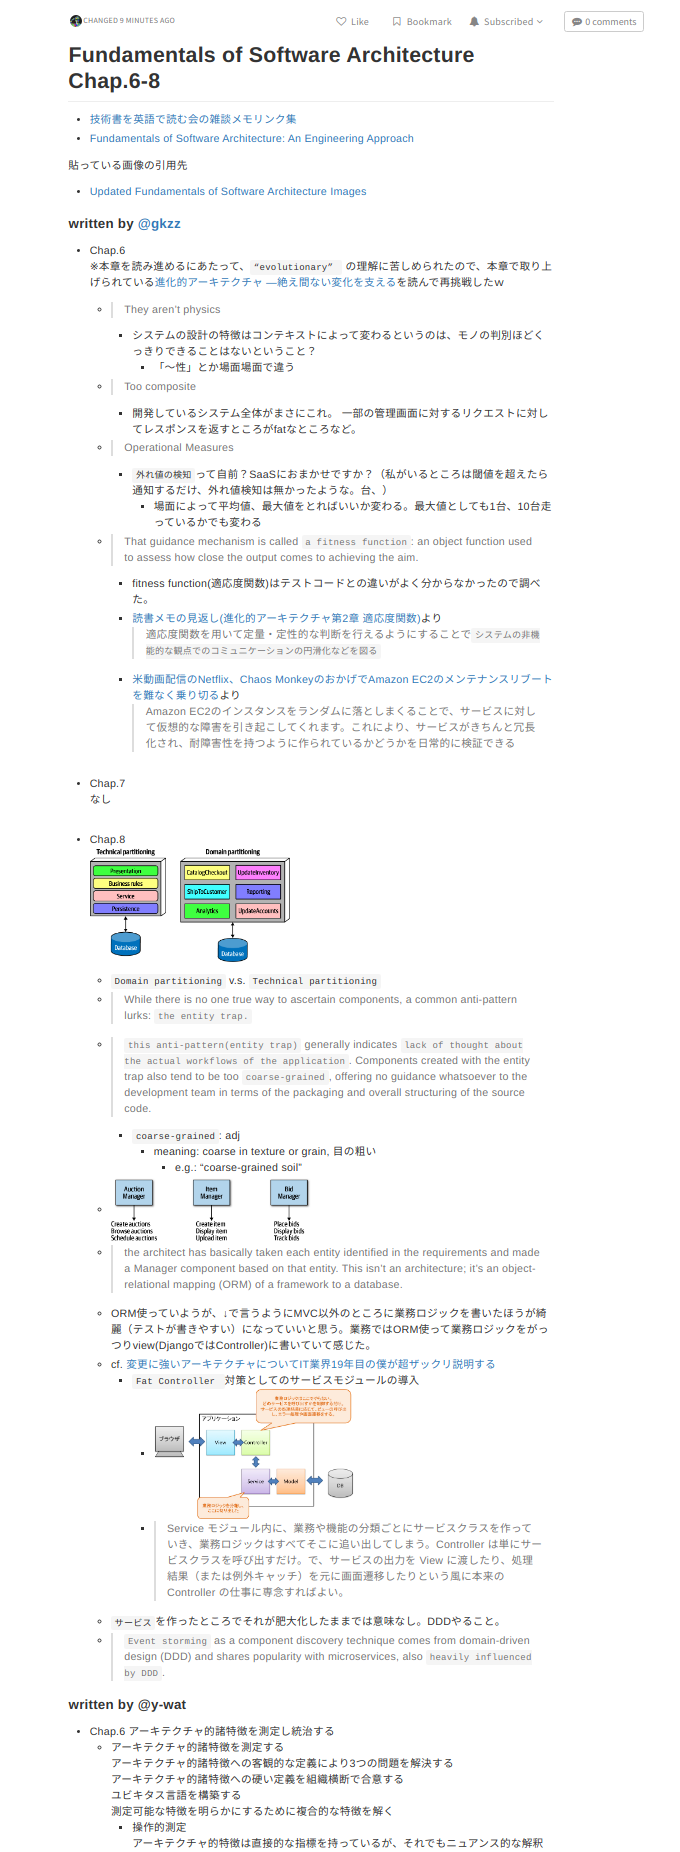 CHANGED 9 MINUTES AGO
Like
Bookmark
Subscribed
0 comments
Fundamentals of Software Architecture
Chap.6-8
技術書を英語で読む会の雑談メモリンク集
Fundamentals of Software Architecture: An Engineering Approach
貼っている画像の引用先
Updated Fundamentals of Software Architecture Images
written by @gkzz
Chap.6
※本章を読み進めるにあたって、 “evolutionary” の理解に苦しめられたので、本章で取り上
げられている進化的アーキテクチャ ―絶え間ない変化を支えるを読んで再挑戦したｗ
They aren’t physics
システムの設計の特徴はコンテキストによって変わるというのは、モノの判別ほどく
っきりできることはないということ？
「〜性」とか場面場面で違う
Too composite
開発しているシステム全体がまさにこれ。 一部の管理画面に対するリクエストに対し
てレスポンスを返すところがfatなところなど。
Operational Measures
外れ値の検知 って自前？SaaSにおまかせですか？（私がいるところは閾値を超えたら
通知するだけ、外れ値検知は無かったような。台、）
場面によって平均値、最大値をとればいいか変わる。最大値としても1台、10台走
っているかでも変わる
That guidance mechanism is called a fitness function : an object function used
to assess how close the output comes to achieving the aim.
fitness function(適応度関数)はテストコードとの違いがよく分からなかったので調べ
た。
読書メモの見返し(進化的アーキテクチャ第2章 適応度関数)より
適応度関数を用いて定量・定性的な判断を行えるようにすることで システムの非機
能的な観点でのコミュニケーションの円滑化などを図る
米動画配信のNetflix、Chaos MonkeyのおかげでAmazon EC2のメンテナンスリブート
を難なく乗り切るより
Amazon EC2のインスタンスをランダムに落としまくることで、サービスに対し
て仮想的な障害を引き起こしてくれます。これにより、サービスがきちんと冗長
化され、耐障害性を持つように作られているかどうかを日常的に検証できる
Chap.7
なし
Chap.8
Technical partitioning
Domain partitioning
Presentation
Business rules
Service
Persistence
Database
CatalogCheckout
UpdateInventory
ShipToCustomer
Reporting
Analytics
UpdateAccounts
Database
Domain partitioning v.s. Technical partitioning
While there is no one true way to ascertain components, a common anti-pattern
lurks: the entity trap.
this anti-pattern(entity trap) generally indicates lack of thought about
the actual workflows of the application . Components created with the entity
trap also tend to be too coarse-grained , offering no guidance whatsoever to the
development team in terms of the packaging and overall structuring of the source
code.
coarse-grained : adj
meaning: coarse in texture or grain, 目の粗い
e.g.: “coarse-grained soil”
Auction
Manager
Item
Manager
Bid
Manager
Create auctions
Browse auctions
Schedule auctions
Create item
Display item
Upload item
Place bids
Display bids
Track bids
the architect has basically taken each entity identified in the requirements and made
a Manager component based on that entity. This isn’t an architecture; it’s an object-
relational mapping (ORM) of a framework to a database.
ORM使っていようが、↓で言うようにMVC以外のところに業務ロジックを書いたほうが綺
麗（テストが書きやすい）になっていいと思う。業務ではORM使って業務ロジックをがっ
つりview(DjangoではController)に書いていて感じた。
cf. 変更に強いアーキテクチャについてIT業界19年目の僕が超ザックリ説明する
Fat Controller 対策としてのサービスモジュールの導入
アプリケーション
ブラウザ
View
Controller
Service
Model
DB
Service モジュール内に、業務や機能の分類ごとにサービスクラスを作って
いき、業務ロジックはすべてそこに追い出してしまう。Controller は単にサー
ビスクラスを呼び出すだけ。で、サービスの出力を View に渡したり、処理
結果（または例外キャッチ）を元に画面遷移したりという風に本来の
Controller の仕事に専念すればよい。
サービス を作ったところでそれが肥大化したままでは意味なし。DDDやること。
Event storming as a component discovery technique comes from domain-driven
design (DDD) and shares popularity with microservices, also heavily influenced
by DDD .
written by @y-wat
Chap.6 アーキテクチャ的諸特徴を測定し統治する
アーキテクチャ的諸特徴を測定する
アーキテクチャ的諸特徴への客観的な定義により3つの問題を解決する
アーキテクチャ的諸特徴への硬い定義を組織横断で合意する
ユビキタス言語を構築する
測定可能な特徴を明らかにするために複合的な特徴を解く
操作的測定
アーキテクチャ的特徴は直接的な指標を持っているが、それでもニュアンス的な解釈